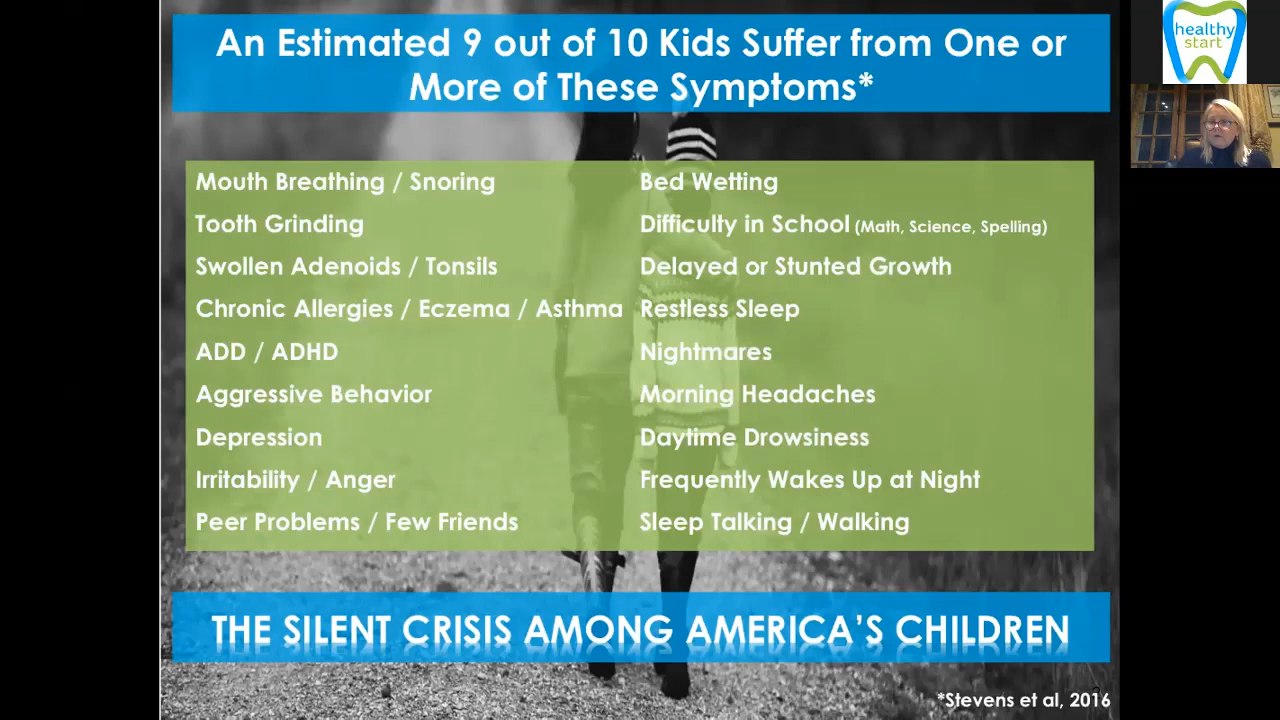 An Estimated 9 out of 10 Kids Suffer from One or
More of These Symptoms*
healthy
start
Mouth Breathing / Snoring
Tooth Grinding
Swollen Adenoids / Tonsils
Chronic Allergies / Eczema / Asthma
ADD / ADHD
Aggressive Behavior
Depression
Irritability / Anger
Peer Problems / Few Friends
Bed Wetting
Difficulty in School (Math, Science, Spelling)
Delayed or Stunted Growth
Restless Sleep
Nightmares
Morning Headaches
Daytime Drowsiness
Frequently Wakes Up at Night
Sleep Talking / Walking
THE SILENT CRISIS AMONG AMERICA'S CHILDREN
*Stevens et al, 2016